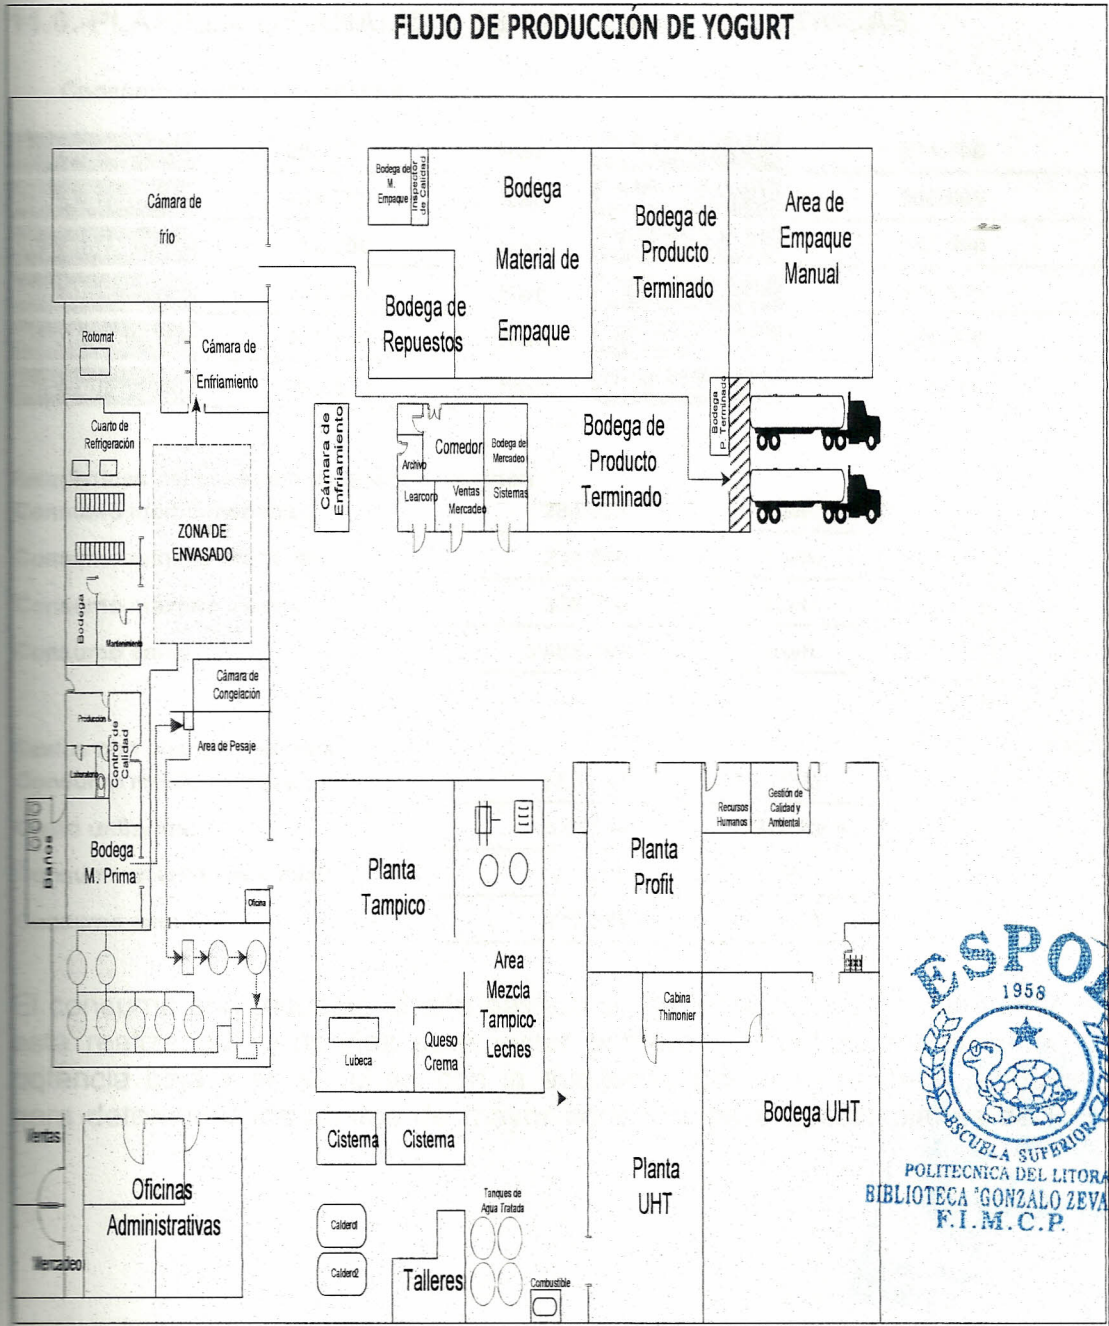 FLUJO DE PRODUCCIÓN DE YOGURT
Cámara de
frío
Bodega de
M.
Empaque
Inspector
de Calidad
Bodega
Material de
Empaque
Bodega de
Repuestos
Bodega de
Producto
Terminado
Area de
Empaque
Manual
Rotomat
Cámara de
Enfriamiento
Cuarto de
Refrigeración
ZONA DE
ENVASADO
Cámara de
Enfriamiento
Archivo
Comedor
Bodega de
Mercadeo
Learcorp
Ventas
Mercadeo
Sistemas
Bodega de
Producto
Terminado
Bodega
P. Terminado
Bodega
Mantenimiento
Cámara de
Congelación
Producción
Control de
Calidad
Area de Pesaje
Laboratorio
Baños
Bodega
M. Prima
Oficina
Planta
Tampico
Area
Mezcla
Tampico-
Leches
Lubeca
Queso
Crema
Planta
Profit
Recursos
Humanos
Gestión de
Calidad y
Ambiental
Cabina
Thimonier
Bodega UHT
Planta
UHT
Cisterna
Cisterna
Ventas
Mercadeo
Oficinas
Administrativas
Caldero1
Caldero2
Talleres
Tanques de
Agua Tratada
Combustible
ESPOL
1958
ESCUELA SUPERIOR
POLITECNICA DEL LITORA
BIBLIOTECA "GONZALO ZEVA
F.I.M.C.P.